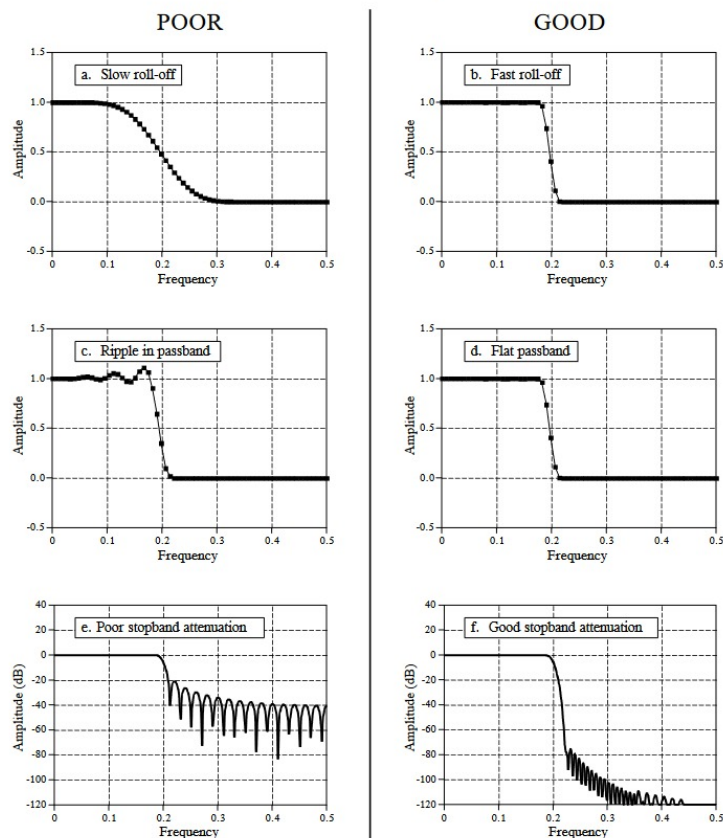 POOR
GOOD
a. Slow roll-off
1.5
1.0
0.5
0.0
-0.5
Amplitude
0 0.1 0.2 0.3 0.4 0.5
Frequency
b. Fast roll-off
1.5
1.0
0.5
0.0
-0.5
Amplitude
0 0.1 0.2 0.3 0.4 0.5
Frequency
c. Ripple in passband
1.5
1.0
0.5
0.0
-0.5
Amplitude
0 0.1 0.2 0.3 0.4 0.5
Frequency
d. Flat passband
1.5
1.0
0.5
0.0
-0.5
Amplitude
0 0.1 0.2 0.3 0.4 0.5
Frequency
e. Poor stopband attenuation
40
20
0
-20
-40
-60
-80
-100
-120
Amplitude (dB)
0 0.1 0.2 0.3 0.4 0.5
Frequency
f. Good stopband attenuation
40
20
0
-20
-40
-60
-80
-100
-120
Amplitude (dB)
0 0.1 0.2 0.3 0.4 0.5
Frequency